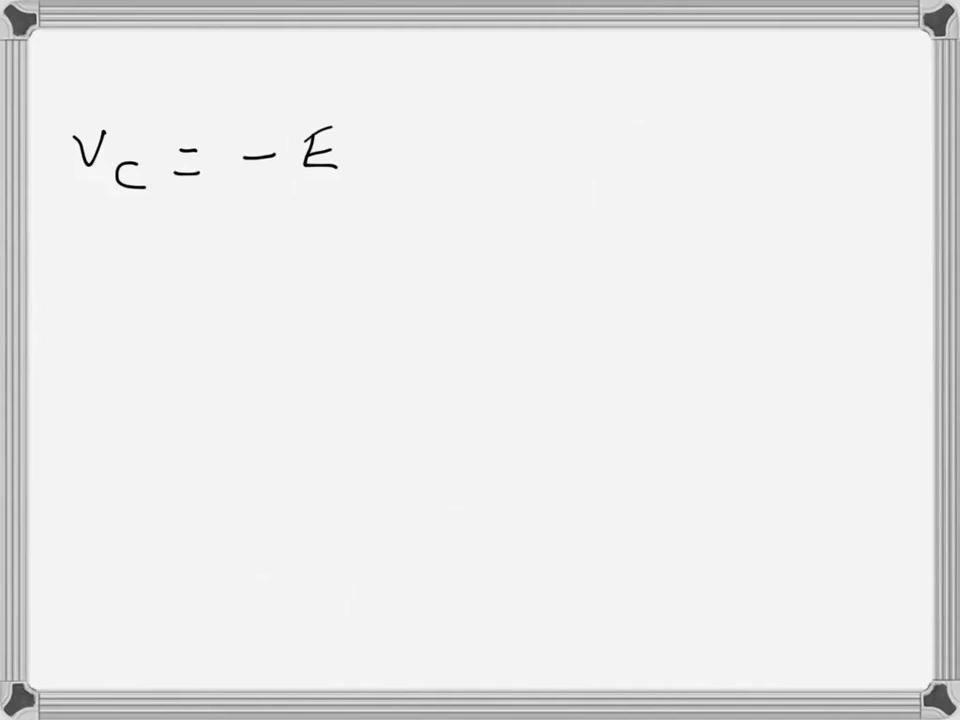 V_C = - E